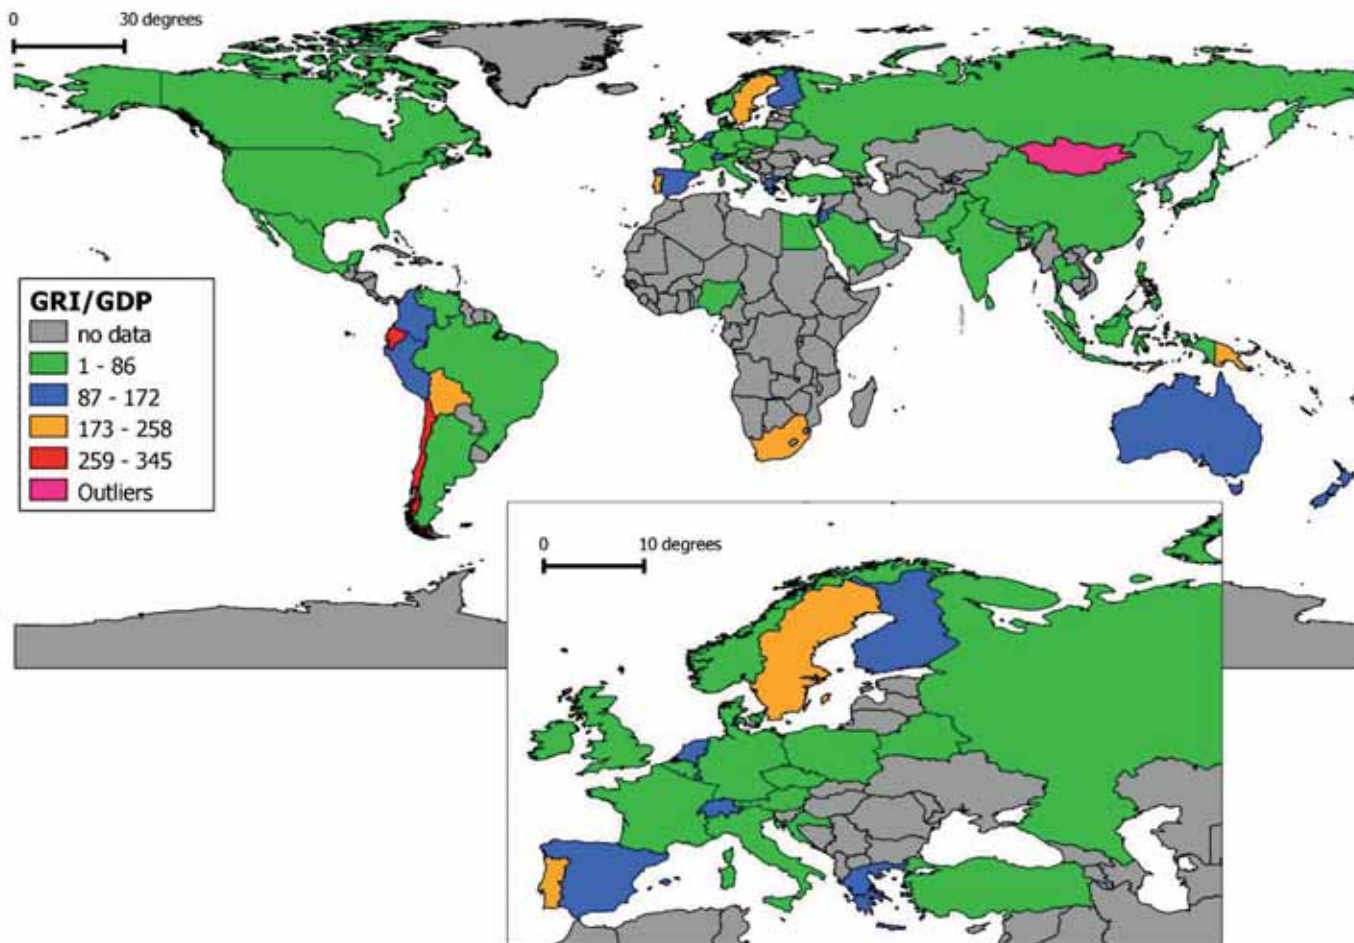 0 30 degrees
GRI/GDP
no data
1 - 86
87 - 172
173 - 258
259 - 345
Outliers
0 10 degrees